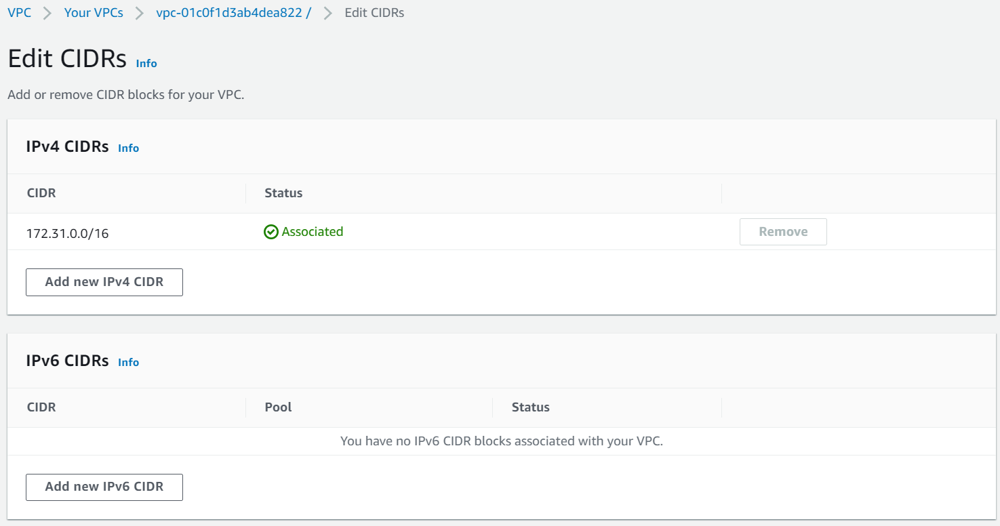 VPC > Your VPCs > vpc-01c0f1d3ab4dea822 / > Edit CIDRs
Edit CIDRs Info
Add or remove CIDR blocks for your VPC.
IPv4 CIDRs Info
CIDR Status
172.31.0.0/16 Associated Remove
Add new IPv4 CIDR
IPv6 CIDRs Info
CIDR Pool Status
You have no IPv6 CIDR blocks associated with your VPC.
Add new IPv6 CIDR